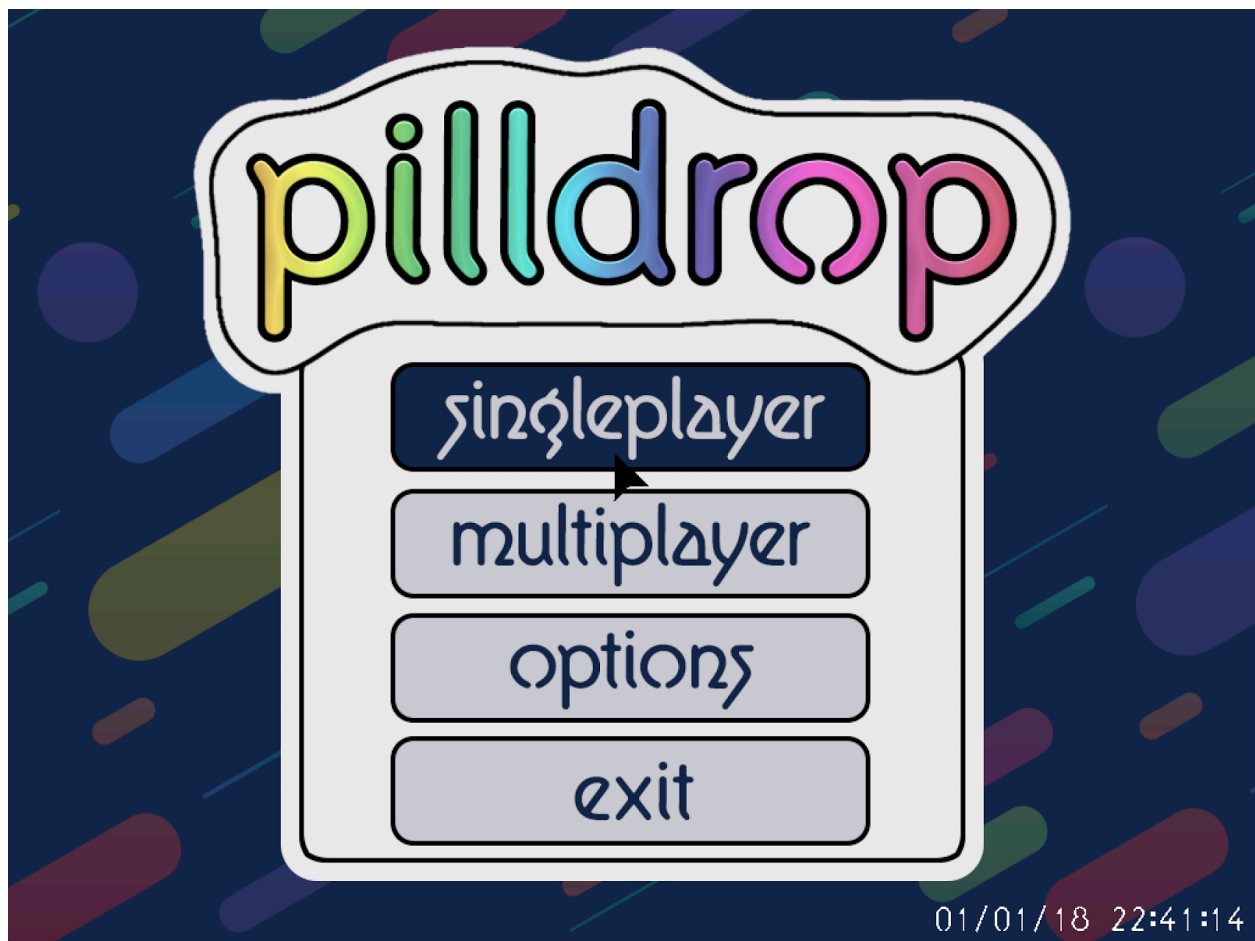 pilldrop
singleplayer
multiplayer
options
exit
01/01/18 22:41:14